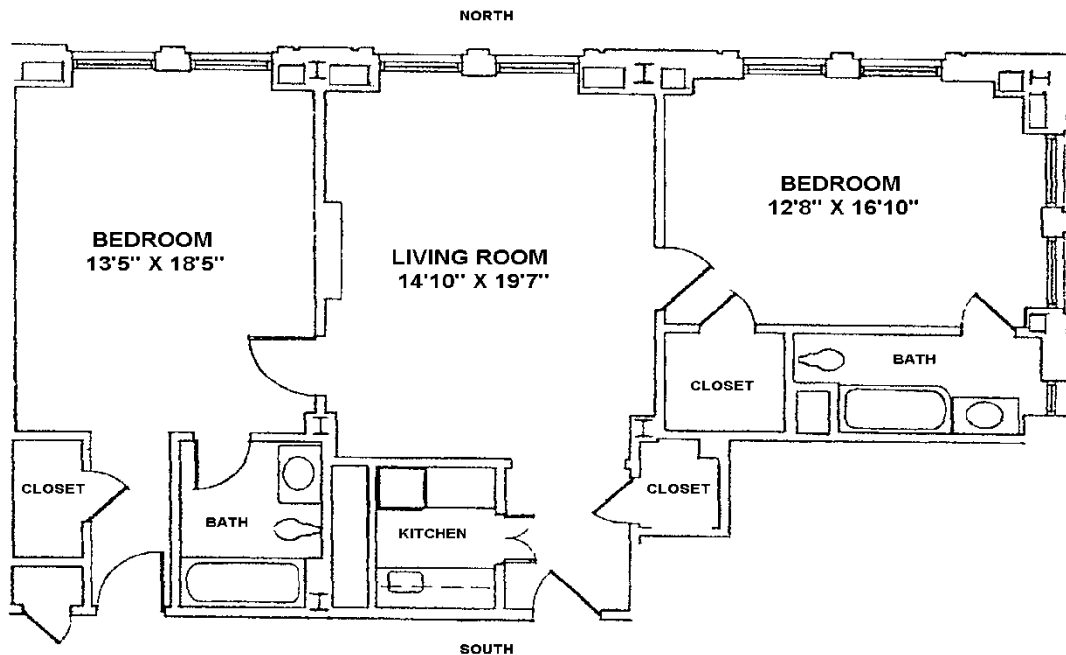 NORTH
BEDROOM
13'5" X 18'5"
LIVING ROOM
14'10" X 19'7"
BEDROOM
12'8" X 16'10"
CLOSET
BATH
CLOSET
BATH
KITCHEN
CLOSET
SOUTH